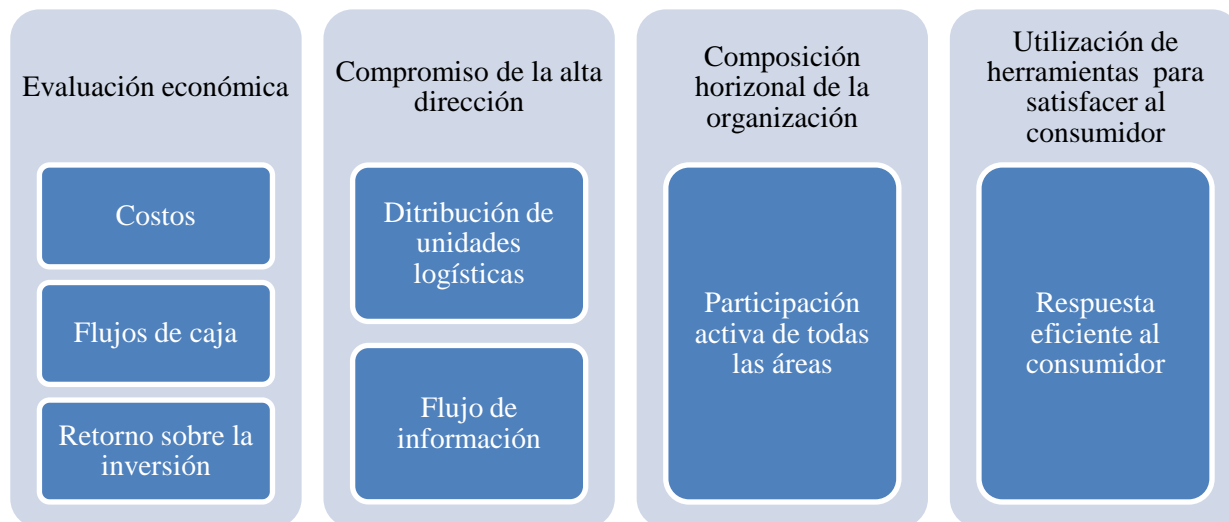 Evaluación económica
Costos
Flujos de caja
Retorno sobre la
inversión
Compromiso de la alta
dirección
Ditribución de
unidades
logísticas
Flujo de
información
Composición
horizonal de la
organización
Participación
activa de todas
las áreas
Utilización de
herramientas para
satisfacer al
consumidor
Respuesta
eficiente al
consumidor